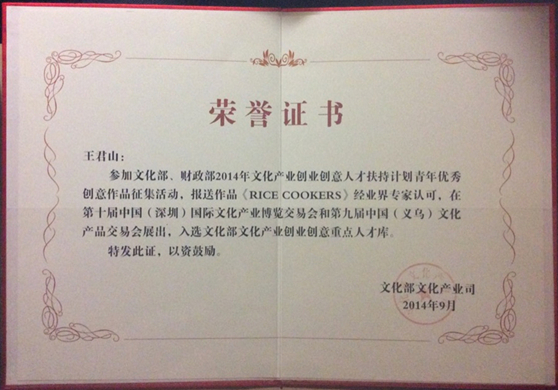 荣誉证书
王君山：
参加文化部、财政部2014年文化产业创业创意人才扶持计划青年优秀
创意作品征集活动，报送作品《RICE COOKERS》经业界专家认可，在
第十届中国（深圳）国际文化产业博览交易会和第九届中国（义乌）文化
产品交易会展出，入选文化部文化产业创业创意重点人才库。
特发此证，以资鼓励。
文化部文化产业司
2014年9月